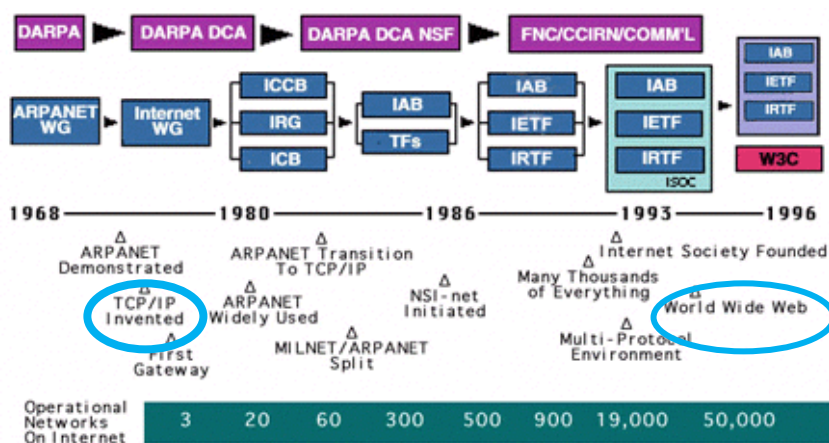 DARPA
DARPA DCA
DARPA DCA NSF
FNC/CCIRN/COMM'L
ARPANET
WG
Internet
WG
ICCB
IRG
ICB
IAB
TFs
IAB
IETF
IRTF
IAB
IETF
IRTF
ISOC
IAB
IETF
IRTF
W3C
1968
1980
1986
1993
1996
ARPANET
Demonstrated
TCP/IP
Invented
First
Gateway
ARPANET
Widely Used
ARPANET Transition
To TCP/IP
MILNET/ARPANET
Split
NSI-net
Initiated
Many Thousands
of Everything
Internet Society Founded
World Wide Web
Multi-Protocol
Environment
Operational
Networks
On Internet
3 20 60 300 500 900 19,000 50,000